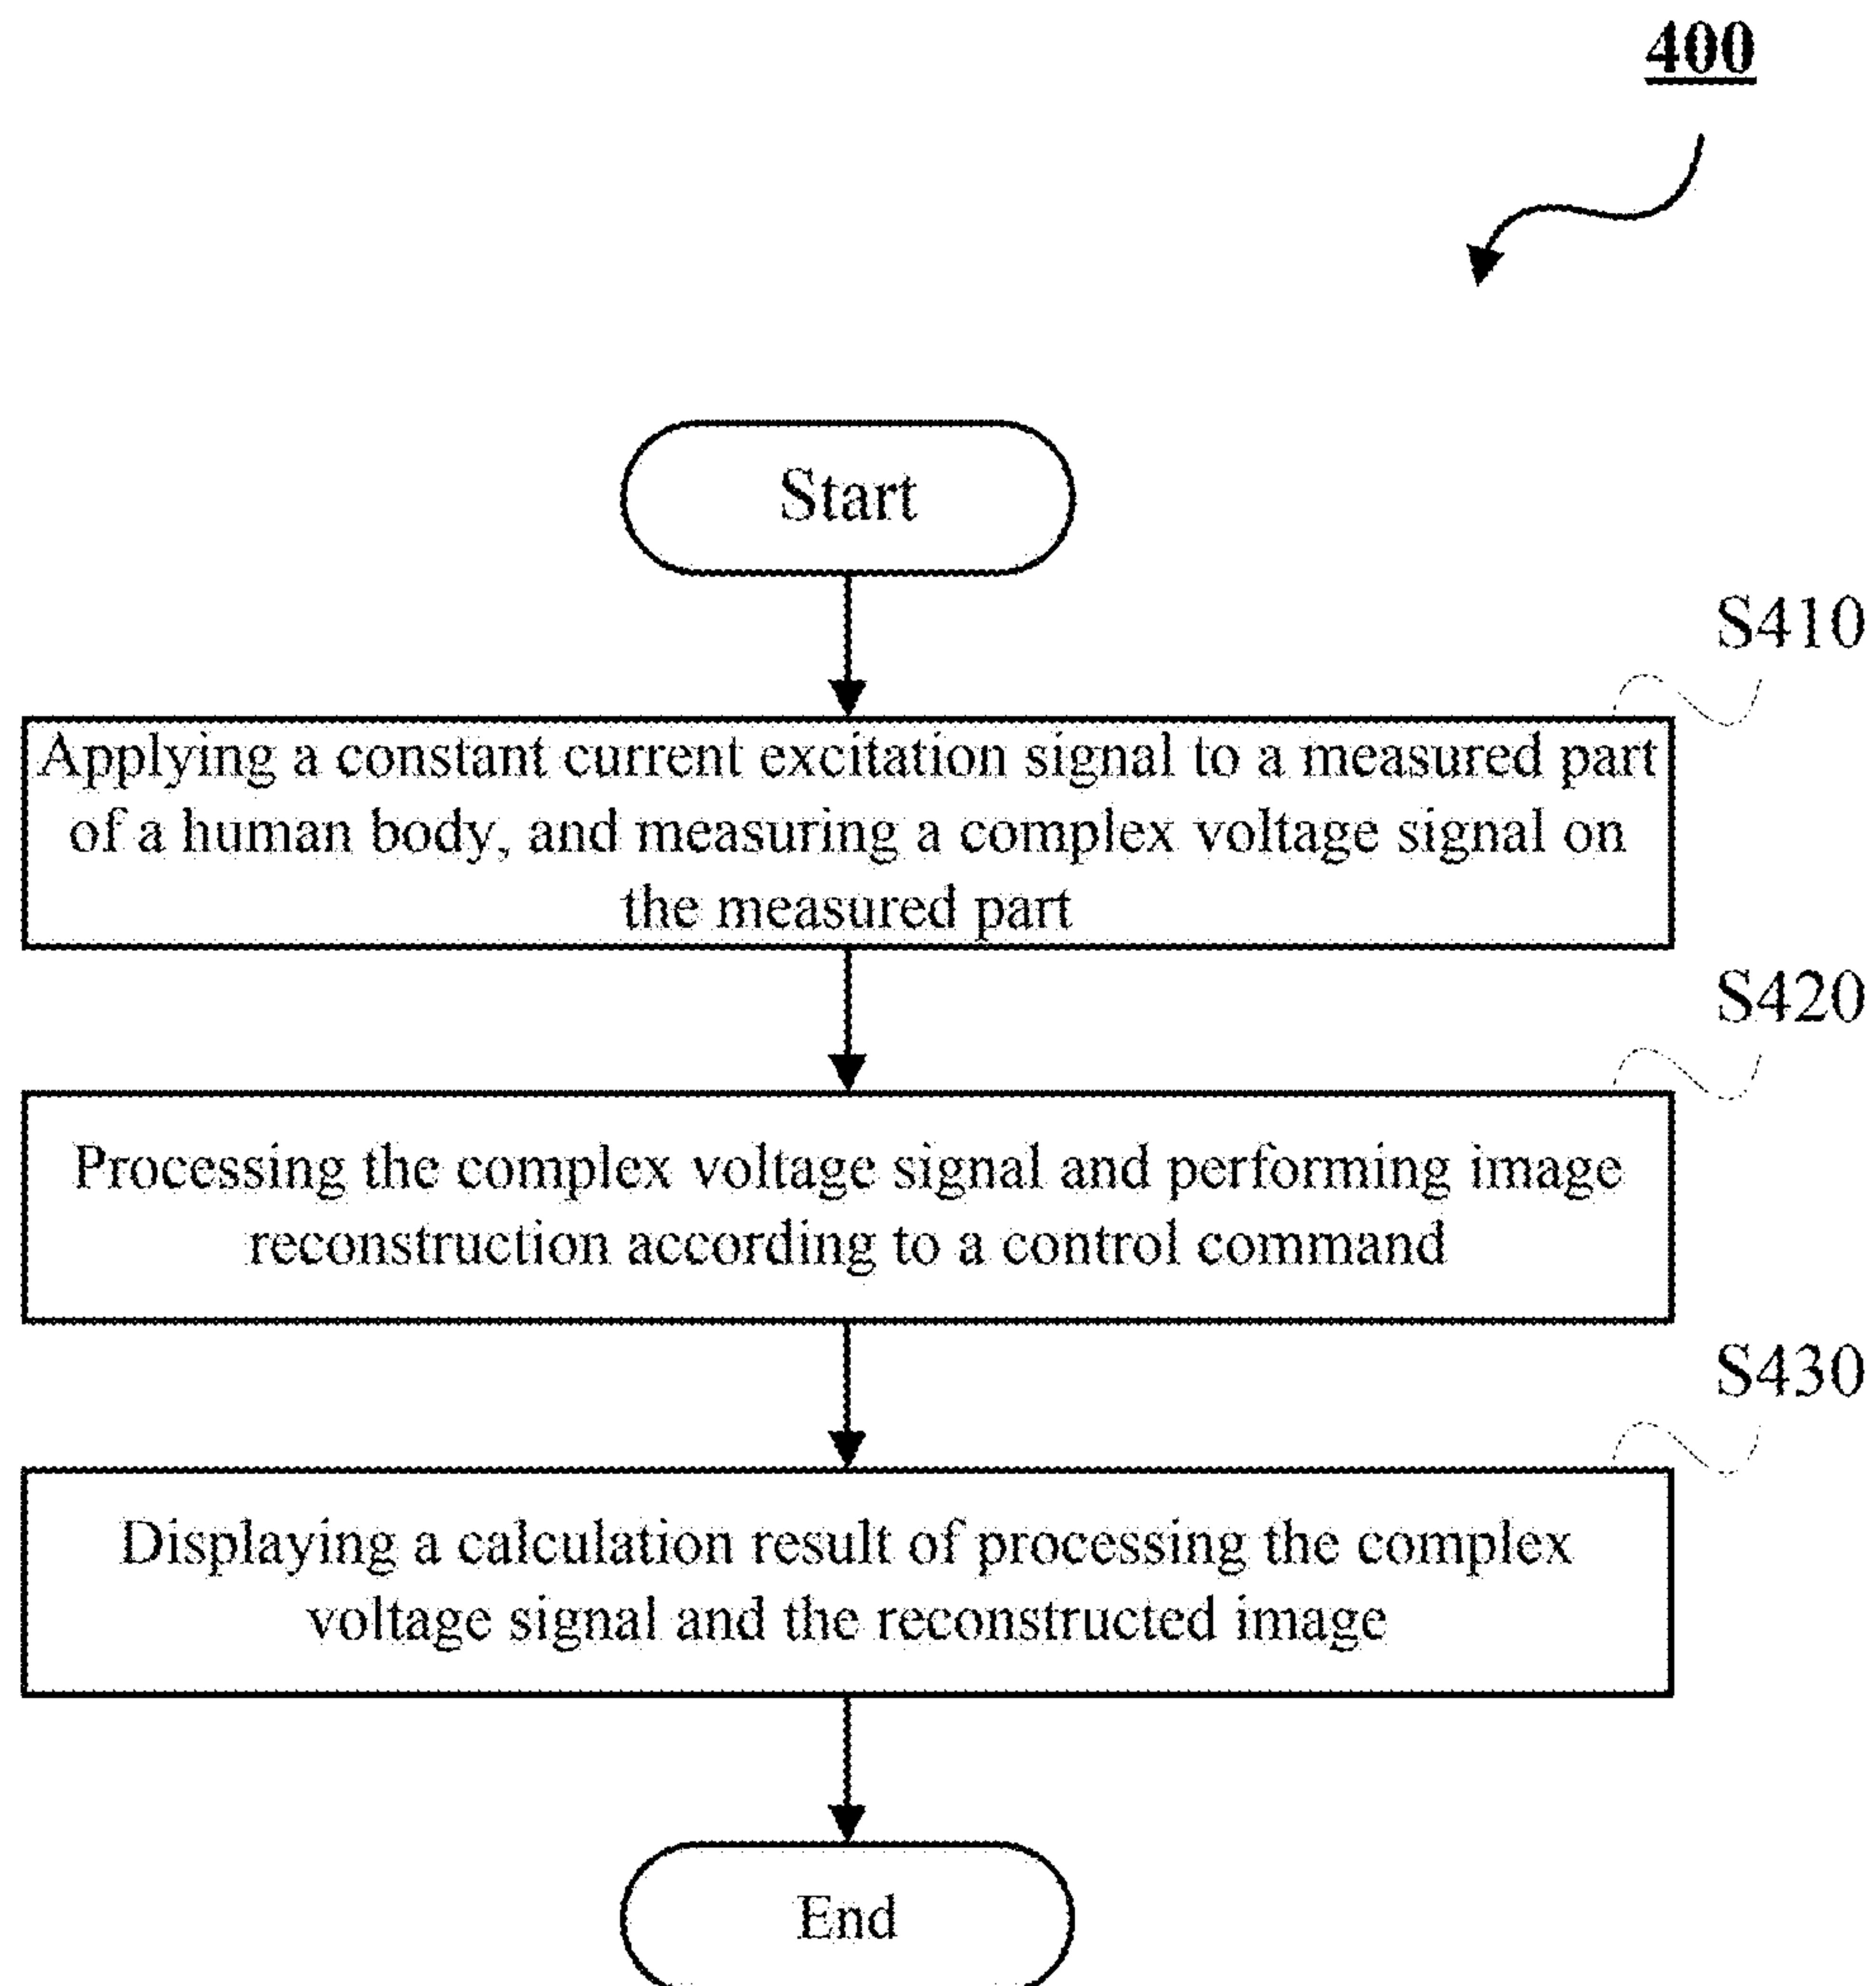 400
Start
S410
Applying a constant current excitation signal to a measured part
of a human body, and measuring a complex voltage signal on
the measured part
S420
Processing the complex voltage signal and performing image
reconstruction according to a control command
S430
Displaying a calculation result of processing the complex
voltage signal and the reconstructed image
End